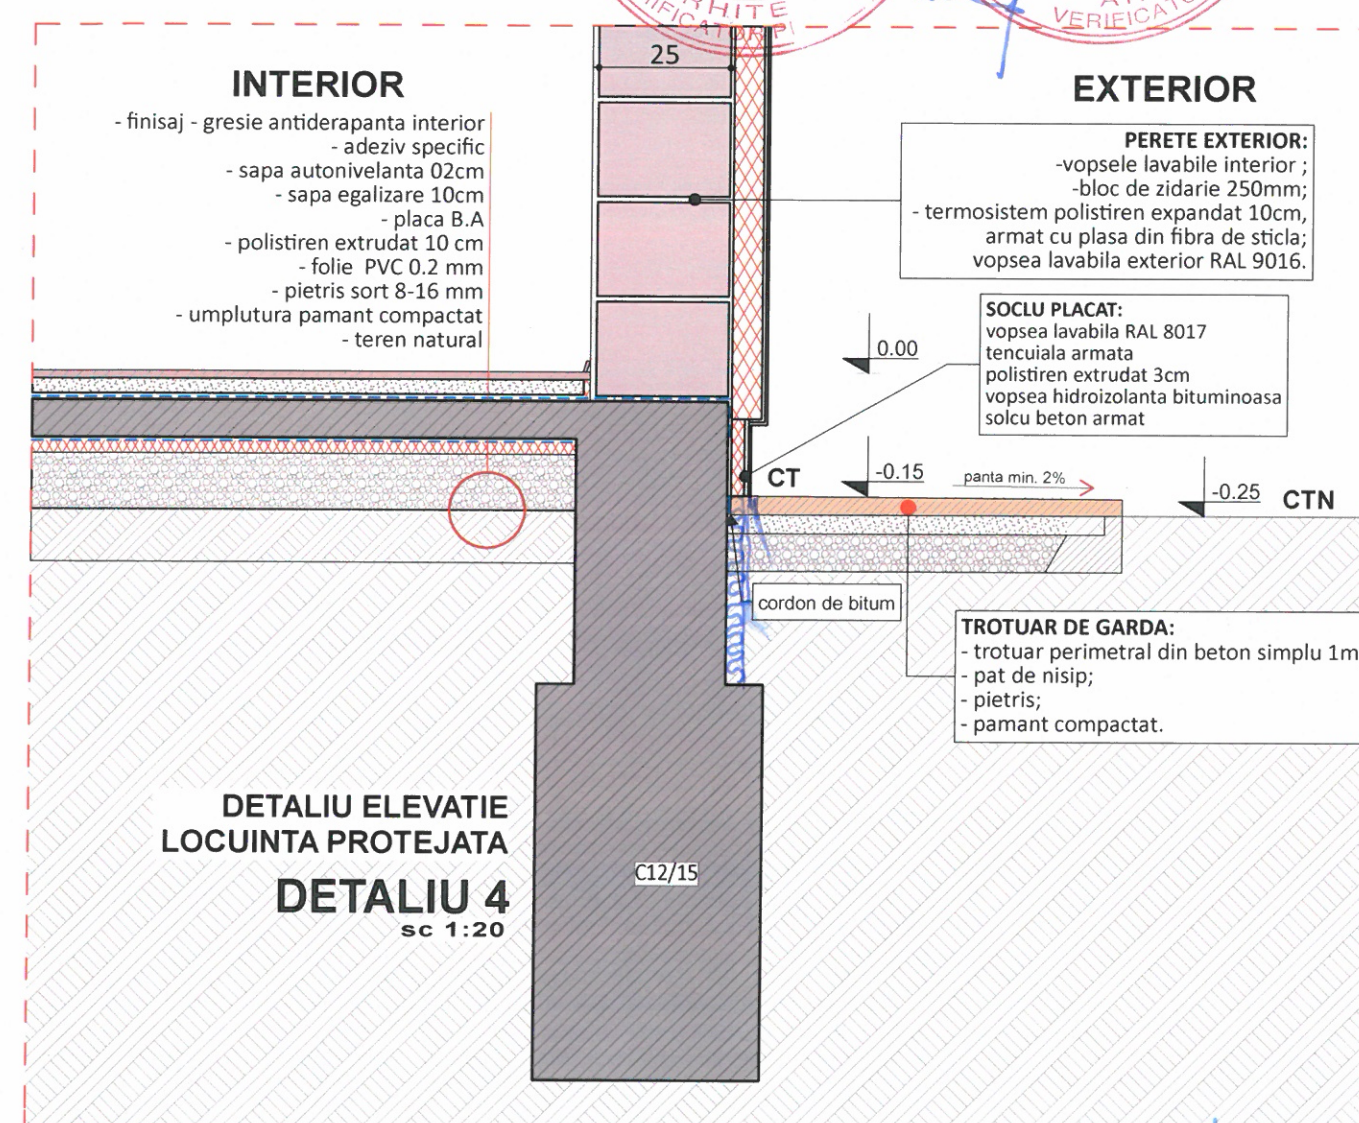 RHITE
VERIFICATO
25
INTERIOR
- finisaj - gresie antiderapanta interior
- adeziv specific
- sapa autonivelanta 02cm
- sapa egalizare 10cm
- placa B.A
- polistiren extrudat 10 cm
- folie PVC 0.2 mm
- pietris sort 8-16 mm
- umplutura pamant compactat
- teren natural
EXTERIOR
PERETE EXTERIOR:
-vopsele lavabile interior ;
-bloc de zidarie 250mm;
- termosistem polistiren expandat 10cm,
armat cu plasa din fibra de sticla;
vopsea lavabila exterior RAL 9016.
SOCLU PLACAT:
vopsea lavabila RAL 8017
tencuiala armata
polistiren extrudat 3cm
vopsea hidroizolanta bituminoasa
solcu beton armat
0.00
CT
-0.15
panta min. 2%
-0.25
CTN
cordon de bitum
TROTUAR DE GARDA:
- trotuar perimetral din beton simplu 1m
- pat de nisip;
- pietris;
- pamant compactat.
DETALIU ELEVATIE
LOCUINTA PROTEJATA
DETALIU 4
sc 1:20
C12/15